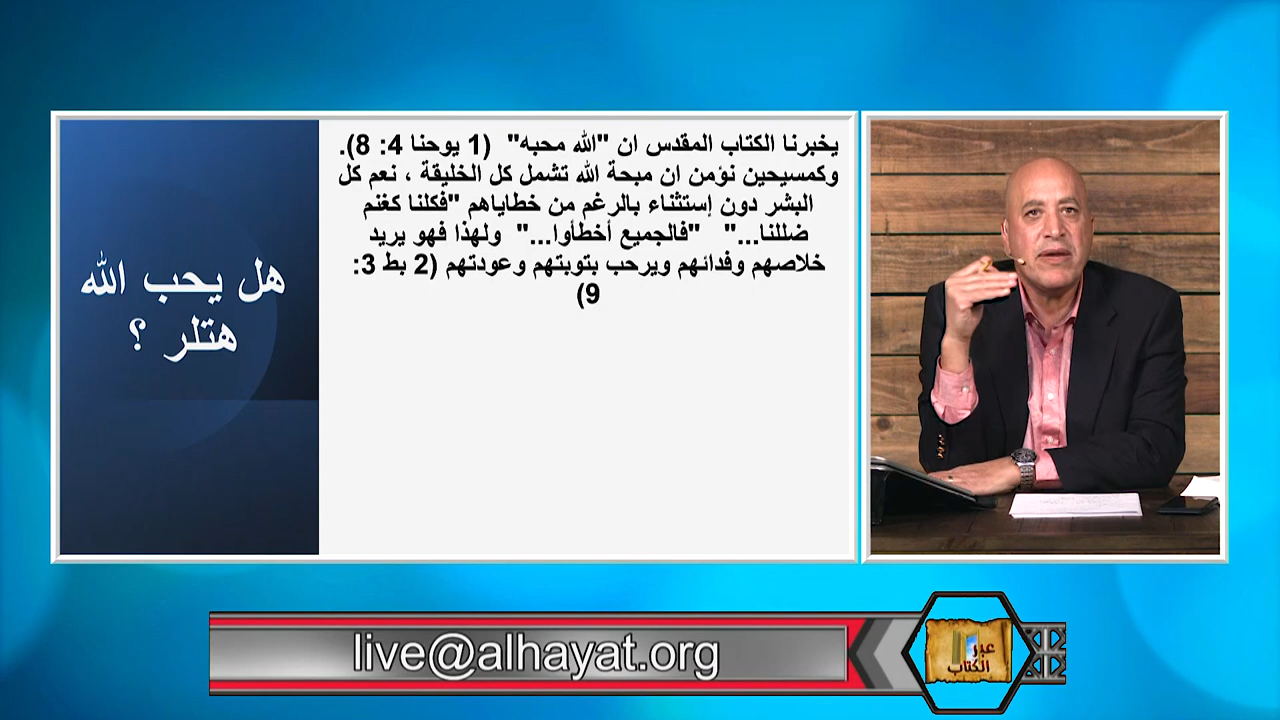 يخبرنا الكتاب المقدس ان "الله محبه" (1 يوحنا 4: 8).
وكمسيحين نؤمن ان مبحة الله تشمل كل الخليقة ، نعم كل
البشر دون إستثناء بالرغم من خطاياهم "فكلنا كغنم
ضللنا..." "فالجميع أخطأوا..." ولهذا فهو يريد
خلاصهم وفدائهم ويرحب بتوبتهم وعودتهم (2 بط 3:
9)
هل يحب الله
هتلر ؟
live@alhayat.org
عبر
الكتاب